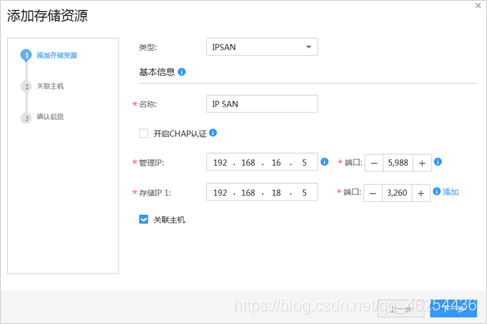 添加存储资源
1 添加存储资源
2 关联主机
3 确认信息
类型: IPSAN
基本信息
* 名称: IP SAN
开启CHAP认证
* 管理IP: 192 . 168 . 16 . 5 * 端口: − 5,988 +
* 存储IP 1: 192 . 168 . 18 . 5 * 端口: − 3,260 + 添加
关联主机
上一步 下一步
https://blog.csdn.net/qq_46254436